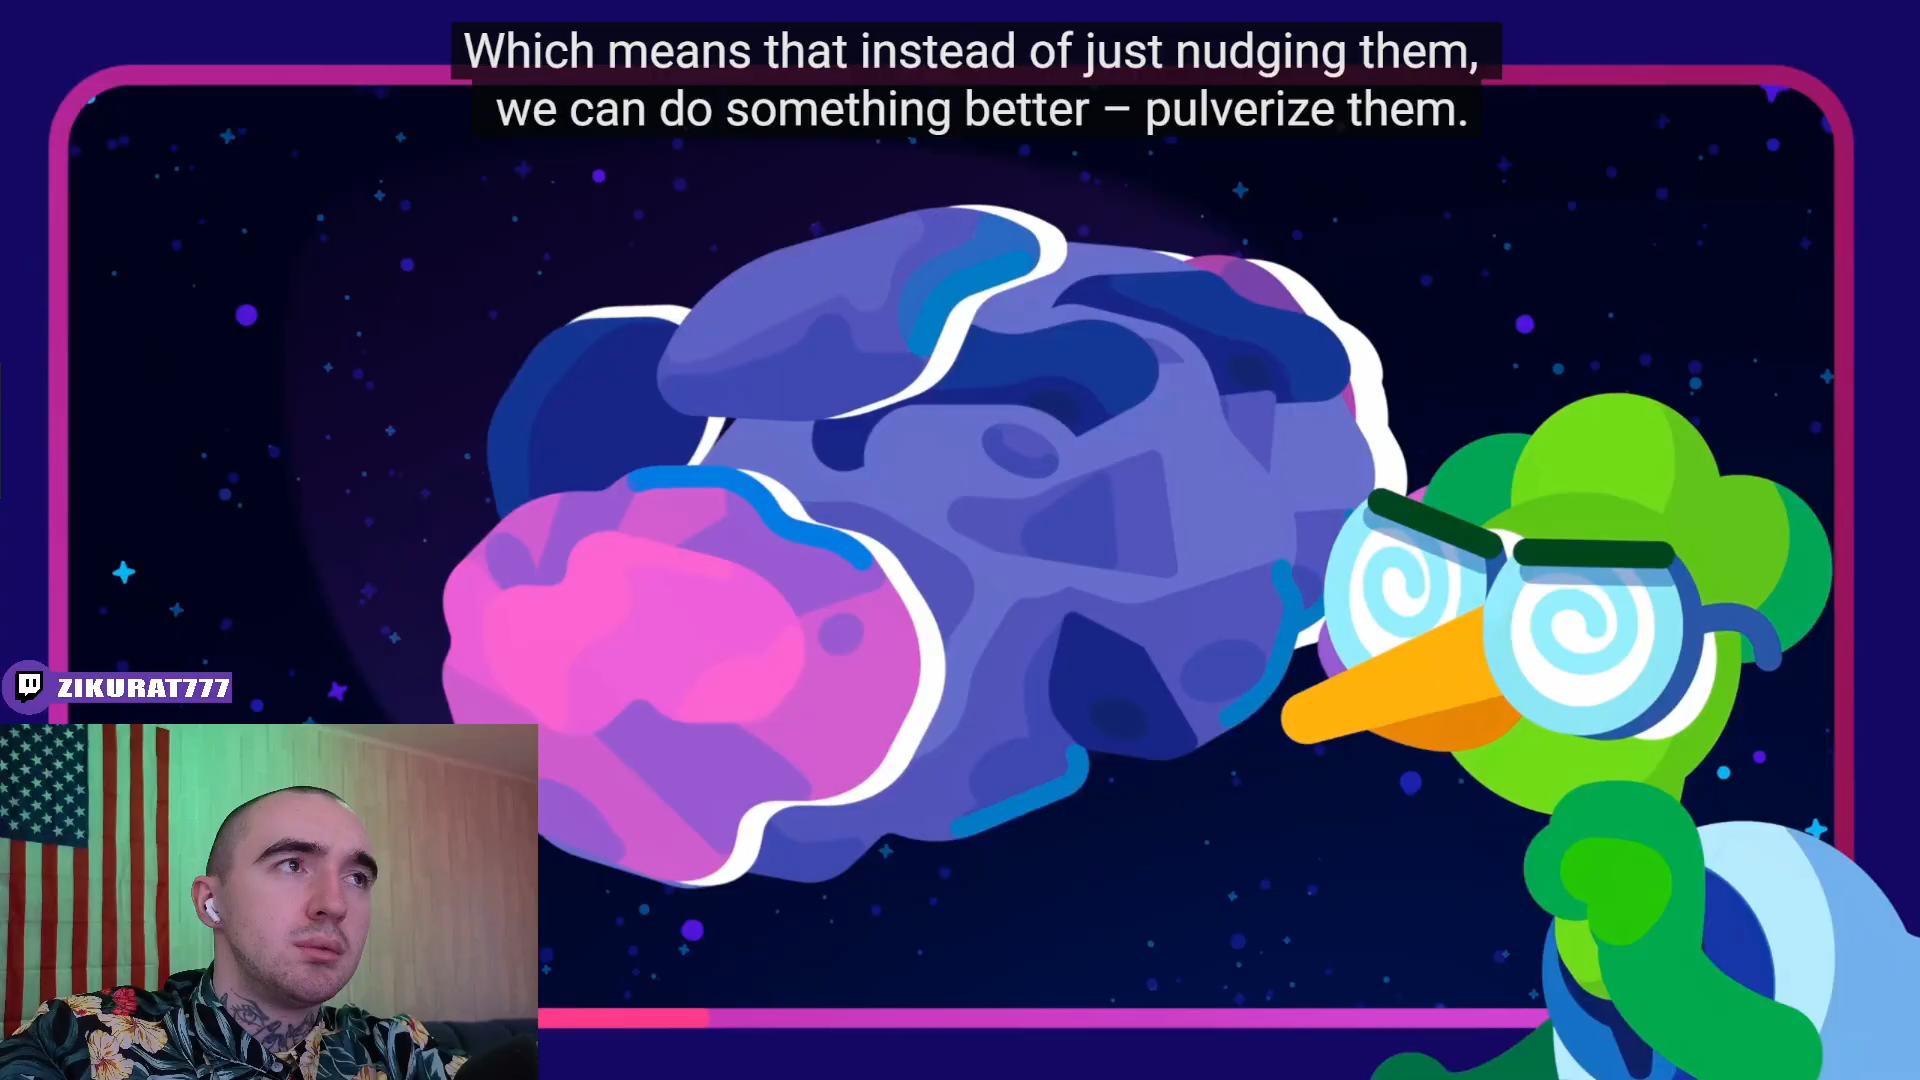 Which means that instead of just nudging them,
we can do something better – pulverize them.
ZIKURAT777